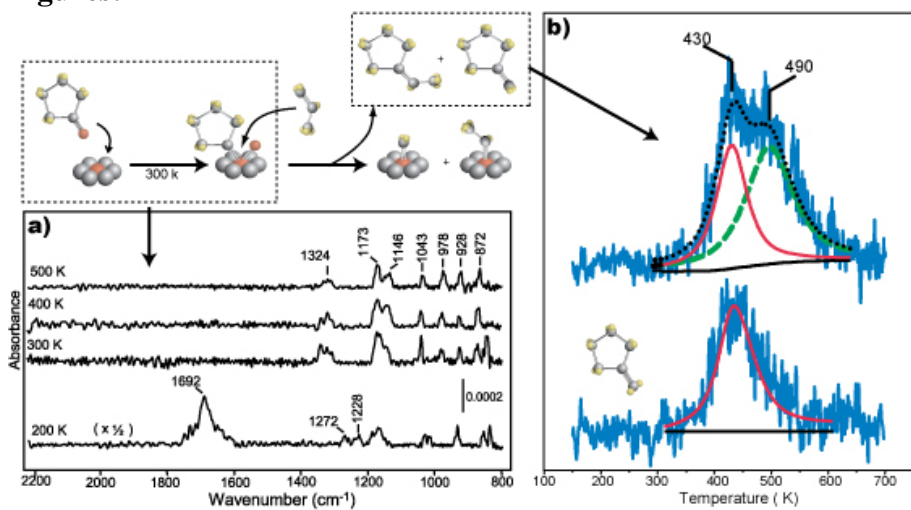 b)
430
490
+
300 k
+
a)
1324
1173
1146
1043
978
928
872
500 K
400 K
300 K
1692
0.0002
1272
1228
200 K (x ½)
Absorbance
2200 2000 1800 1600 1400 1200 1000 800
Wavenumber (cm-1)
100 200 300 400 500 600 700
Temperature ( K)